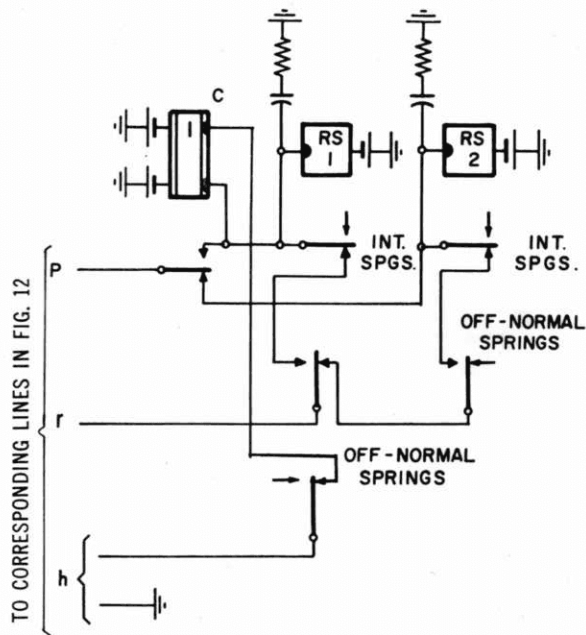 C
I
RS
1
RS
2
INT.
SPGS.
INT.
SPGS.
P
OFF-NORMAL
SPRINGS
r
OFF-NORMAL
SPRINGS
h
TO CORRESPONDING LINES IN FIG. 12